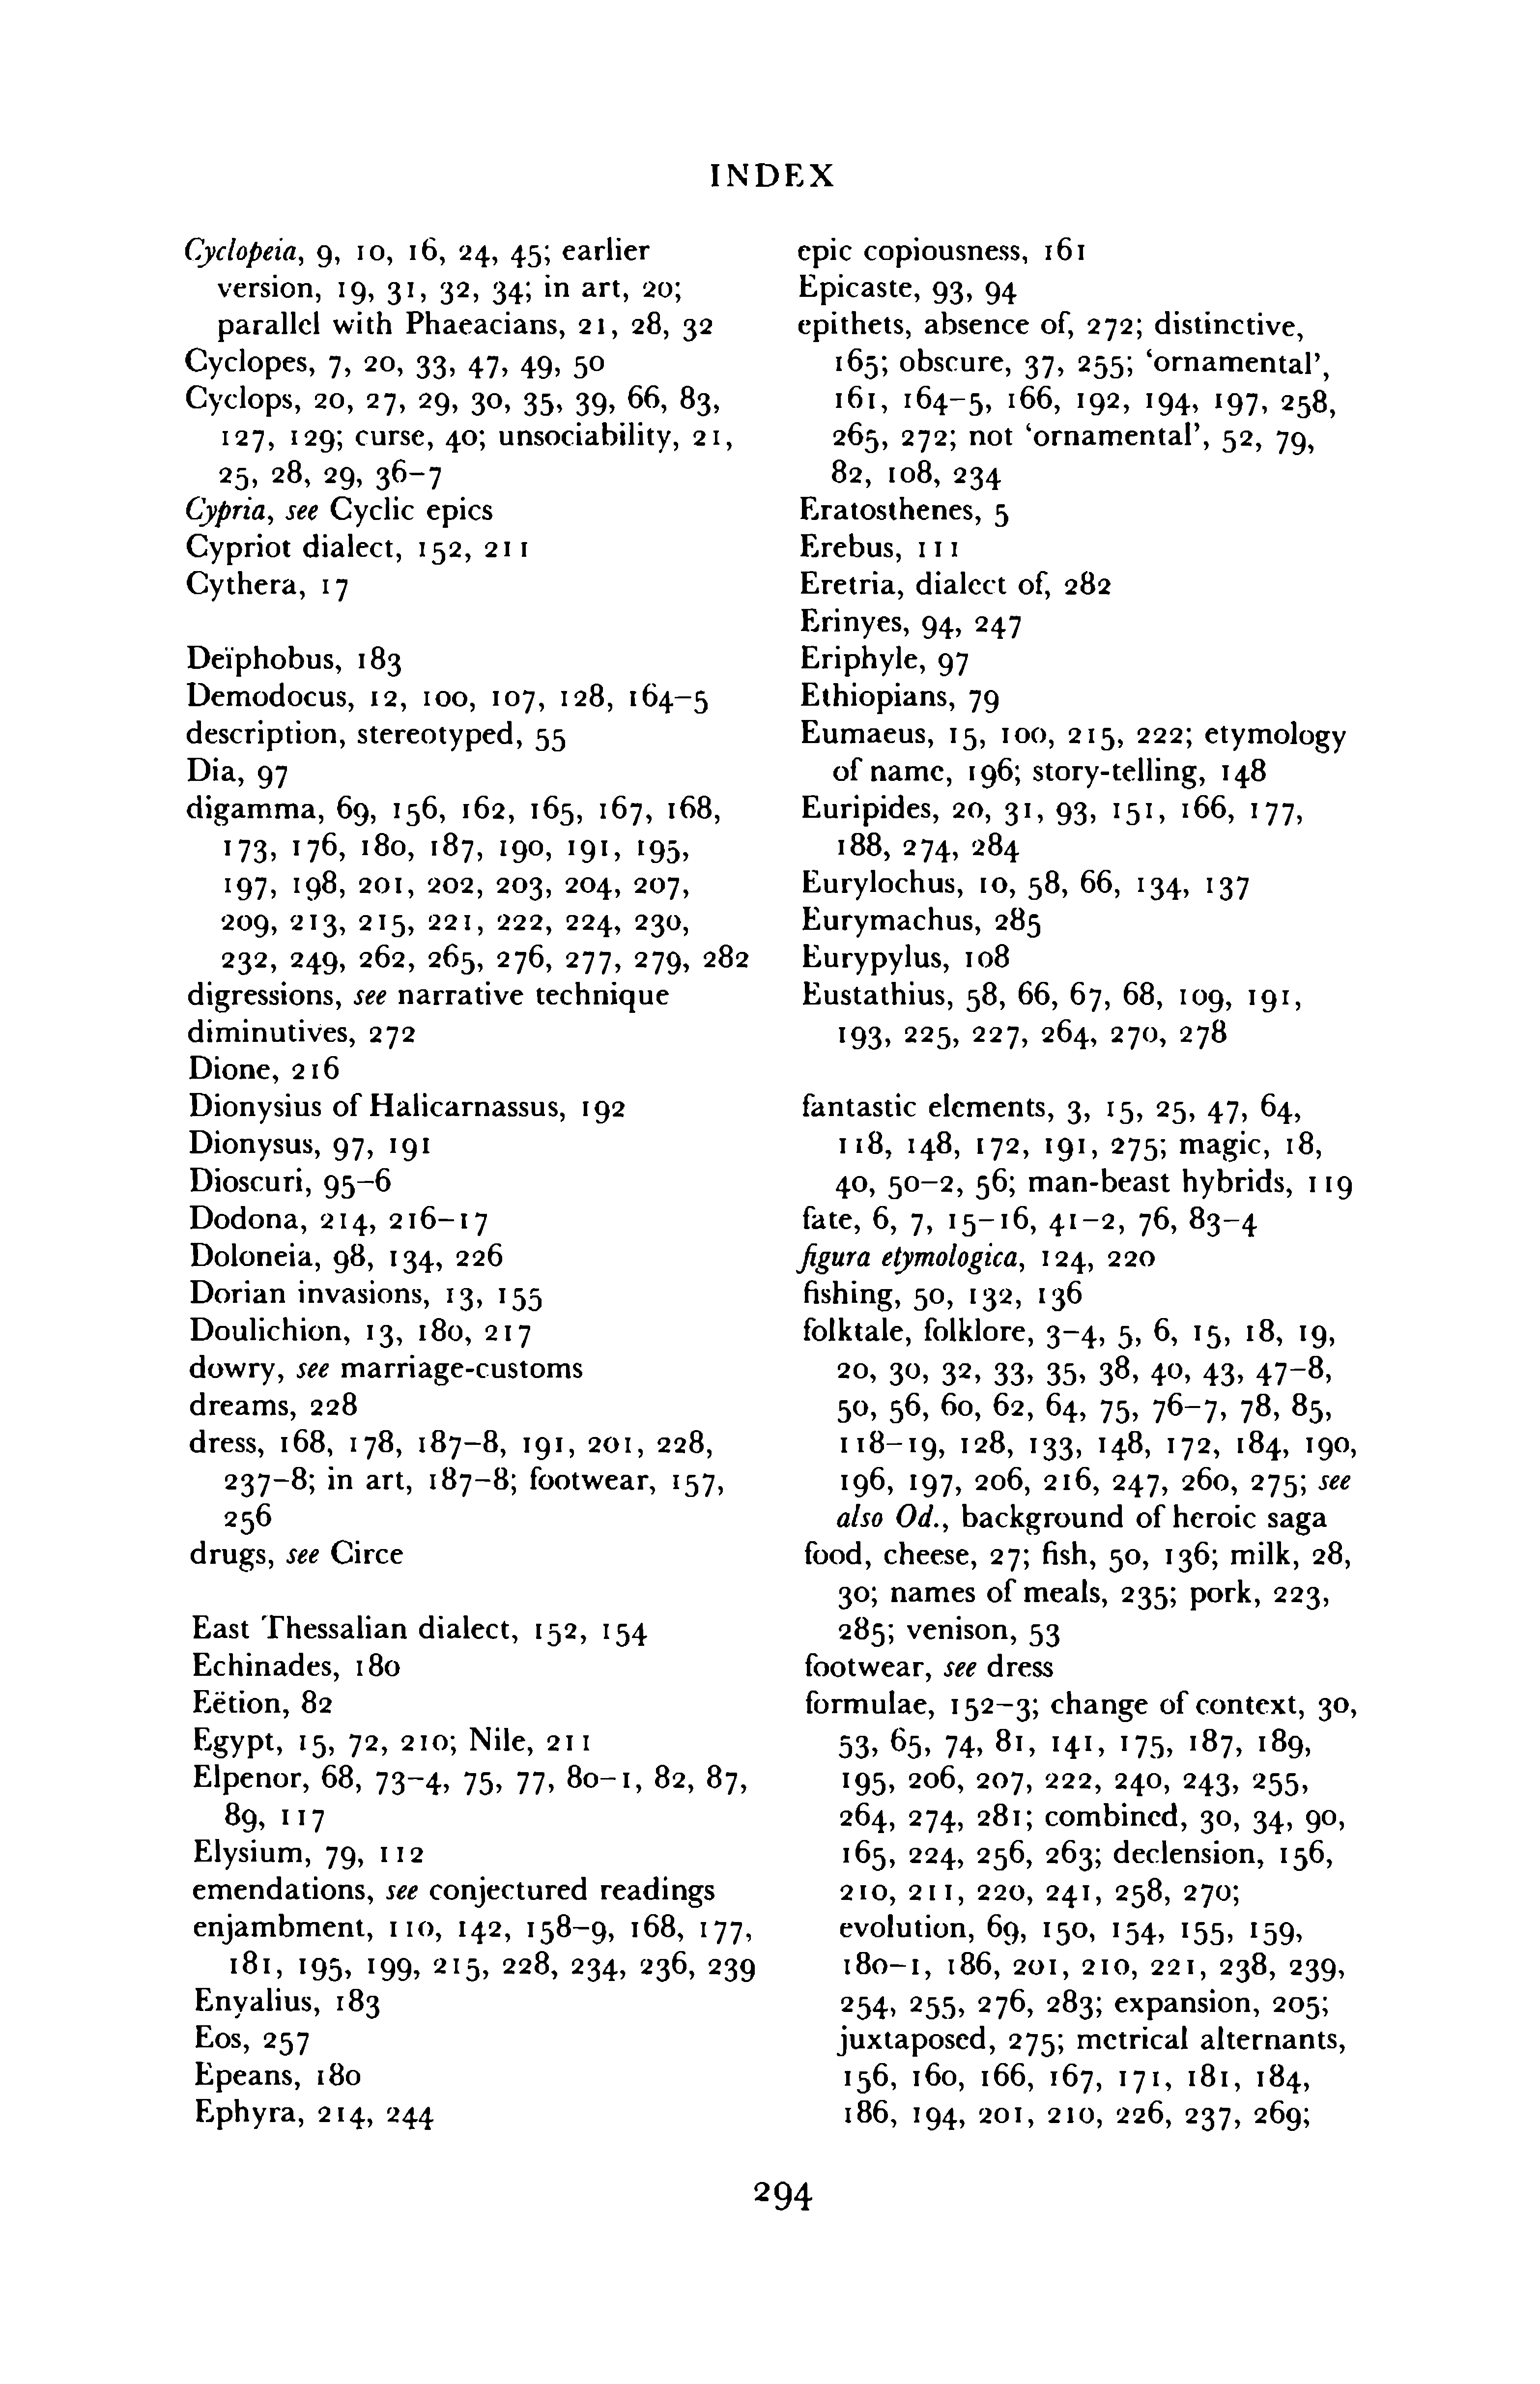 INDEX
Cyclopeia, 9, 10, 16, 24, 45; earlier
version, 19, 31, 32, 34; in art, 20;
parallel with Phaeacians, 21, 28, 32
Cyclopes, 7, 20, 33, 47, 49, 50
Cyclops, 20, 27, 29, 30, 35, 39, 66, 83,
127, 129; curse, 40; unsociability, 21,
25, 28, 29, 36–7
Cypria, see Cyclic epics
Cypriot dialect, 152, 211
Cythera, 17
Deïphobus, 183
Demodocus, 12, 100, 107, 128, 164–5
description, stereotyped, 55
Dia, 97
digamma, 69, 156, 162, 165, 167, 168,
173, 176, 180, 187, 190, 191, 195,
197, 198, 201, 202, 203, 204, 207,
209, 213, 215, 221, 222, 224, 230,
232, 249, 262, 265, 276, 277, 279, 282
digressions, see narrative technique
diminutives, 272
Dione, 216
Dionysius of Halicarnassus, 192
Dionysus, 97, 191
Dioscuri, 95–6
Dodona, 214, 216–17
Doloneia, 98, 134, 226
Dorian invasions, 13, 155
Doulichion, 13, 180, 217
dowry, see marriage-customs
dreams, 228
dress, 168, 178, 187–8, 191, 201, 228,
237–8; in art, 187–8; footwear, 157,
256
drugs, see Circe
East Thessalian dialect, 152, 154
Echinades, 180
Eëtion, 82
Egypt, 15, 72, 210; Nile, 211
Elpenor, 68, 73–4, 75, 77, 80–1, 82, 87,
89, 117
Elysium, 79, 112
emendations, see conjectured readings
enjambment, 110, 142, 158–9, 168, 177,
181, 195, 199, 215, 228, 234, 236, 239
Enyalius, 183
Eos, 257
Epeans, 180
Ephyra, 214, 244
epic copiousness, 161
Epicaste, 93, 94
epithets, absence of, 272; distinctive,
165; obscure, 37, 255; ‘ornamental’,
161, 164–5, 166, 192, 194, 197, 258,
265, 272; not ‘ornamental’, 52, 79,
82, 108, 234
Eratosthenes, 5
Erebus, 111
Eretria, dialect of, 282
Erinyes, 94, 247
Eriphyle, 97
Ethiopians, 79
Eumaeus, 15, 100, 215, 222; etymology
of name, 196; story-telling, 148
Euripides, 20, 31, 93, 151, 166, 177,
188, 274, 284
Eurylochus, 10, 58, 66, 134, 137
Eurymachus, 285
Eurypylus, 108
Eustathius, 58, 66, 67, 68, 109, 191,
193, 225, 227, 264, 270, 278
fantastic elements, 3, 15, 25, 47, 64,
118, 148, 172, 191, 275; magic, 18,
40, 50–2, 56; man-beast hybrids, 119
fate, 6, 7, 15–16, 41–2, 76, 83–4
figura etymologica, 124, 220
fishing, 50, 132, 136
folktale, folklore, 3–4, 5, 6, 15, 18, 19,
20, 30, 32, 33, 35, 38, 40, 43, 47–8,
50, 56, 60, 62, 64, 75, 76–7, 78, 85,
118–19, 128, 133, 148, 172, 184, 190,
196, 197, 206, 216, 247, 260, 275; see
also Od., background of heroic saga
food, cheese, 27; fish, 50, 136; milk, 28,
30; names of meals, 235; pork, 223,
285; venison, 53
footwear, see dress
formulae, 152–3; change of context, 30,
53, 65, 74, 81, 141, 175, 187, 189,
195, 206, 207, 222, 240, 243, 255,
264, 274, 281; combined, 30, 34, 90,
165, 224, 256, 263; declension, 156,
210, 211, 220, 241, 258, 270;
evolution, 69, 150, 154, 155, 159,
180–1, 186, 201, 210, 221, 238, 239,
254, 255, 276, 283; expansion, 205;
juxtaposed, 275; metrical alternants,
156, 160, 166, 167, 171, 181, 184,
186, 194, 201, 210, 226, 237, 269;
294